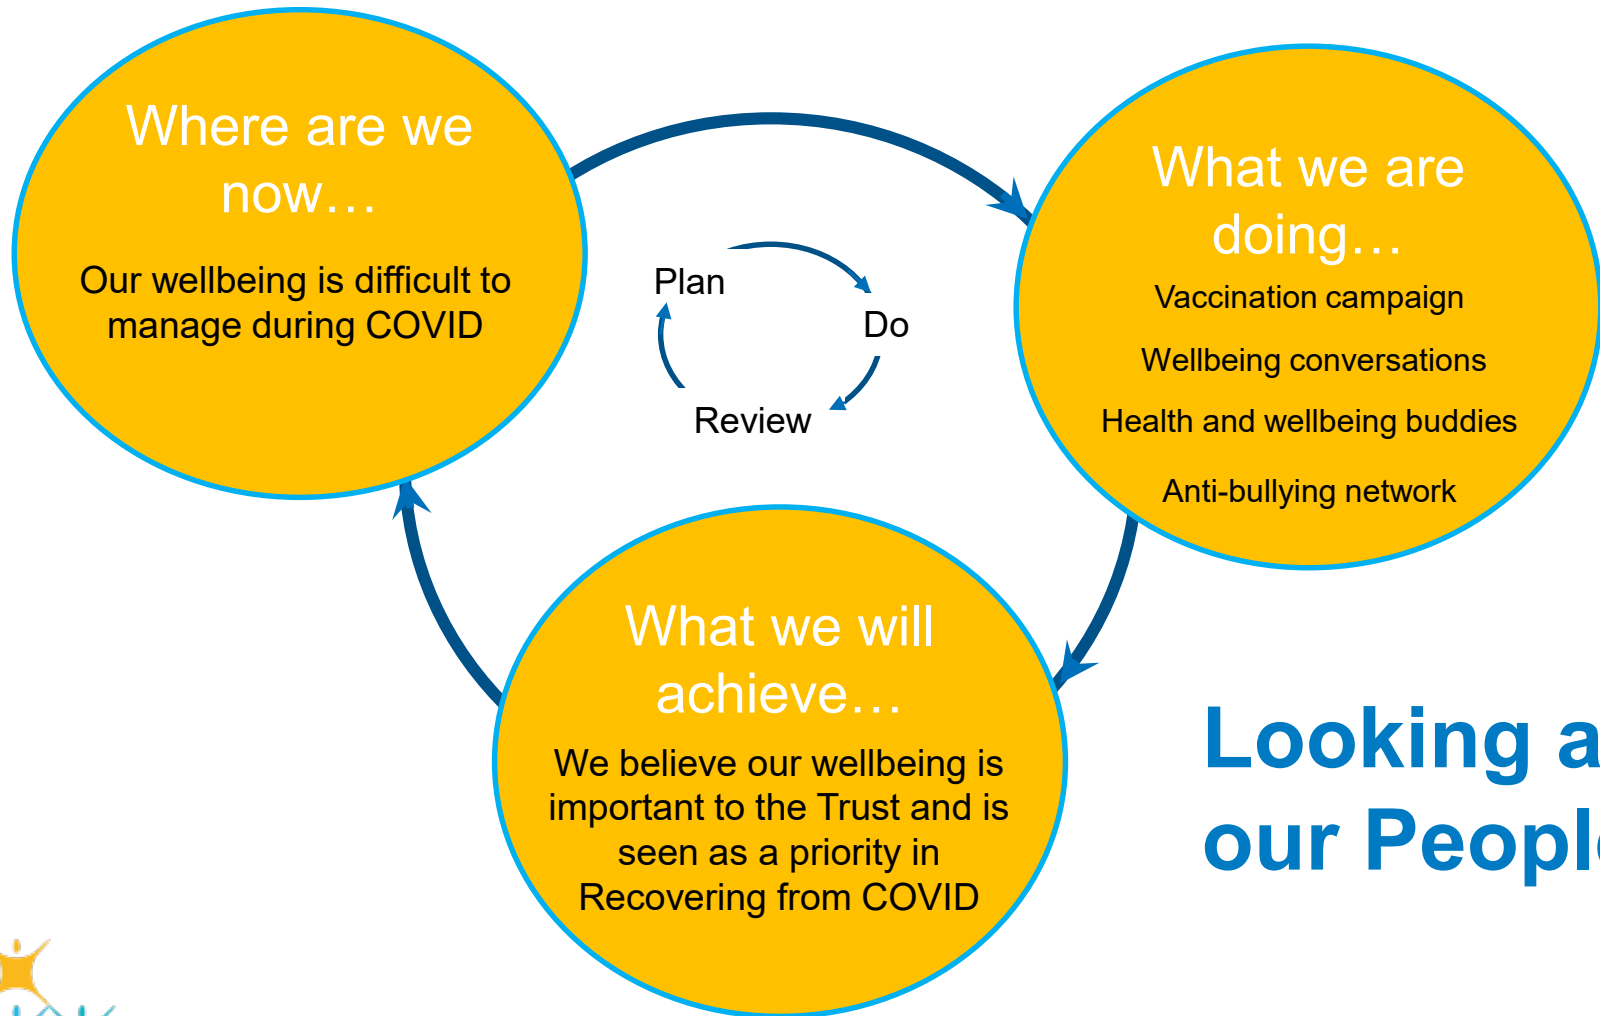 Where are we
now…
Our wellbeing is difficult to
manage during COVID
What we are
doing…
Vaccination campaign
Wellbeing conversations
Health and wellbeing buddies
Anti-bullying network
Plan
Do
Review
What we will
achieve…
We believe our wellbeing is
important to the Trust and is
seen as a priority in
Recovering from COVID
Looking a
our People